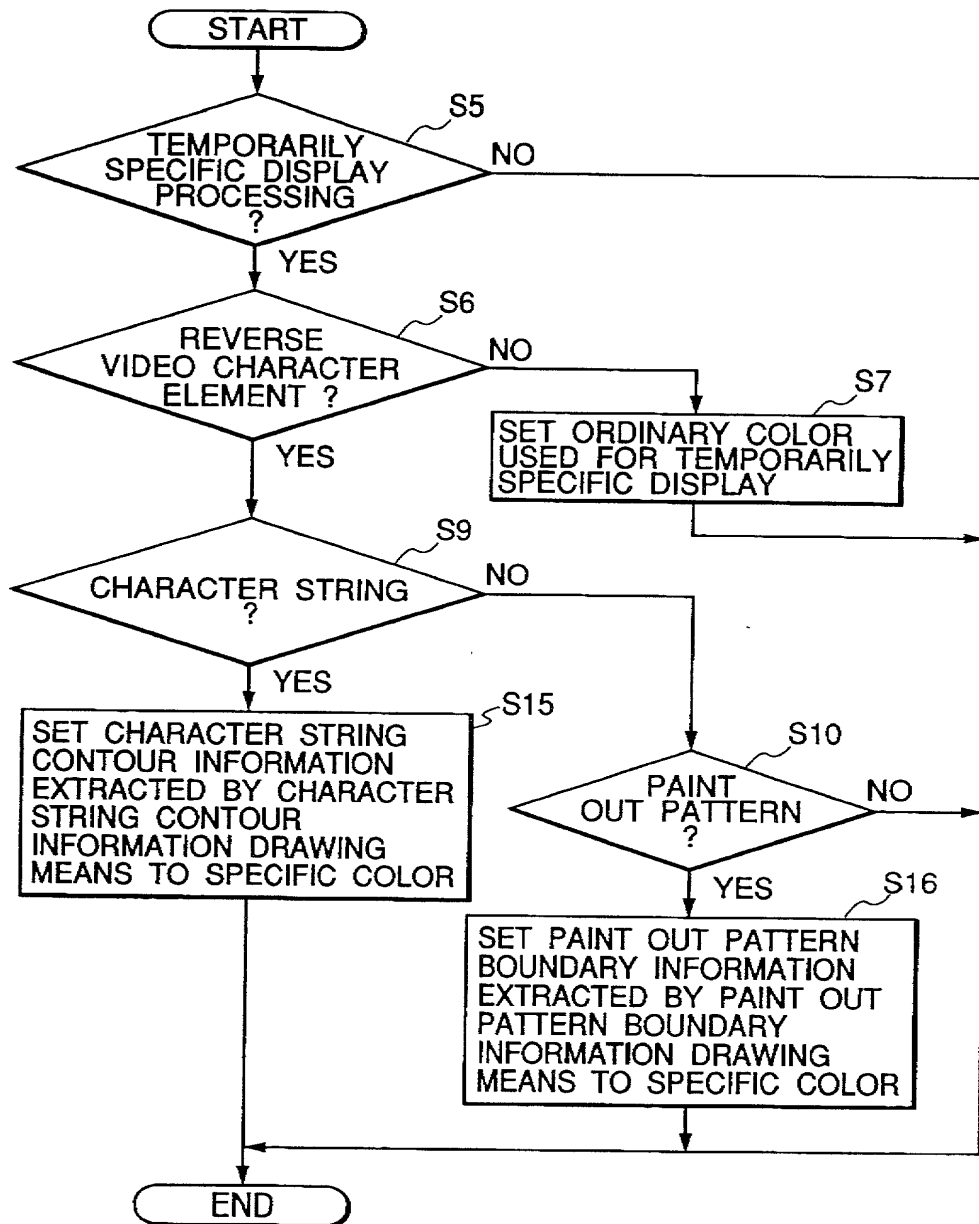 START
S5
TEMPORARILY
SPECIFIC DISPLAY
PROCESSING
?
NO
YES
S6
REVERSE
VIDEO CHARACTER
ELEMENT ?
NO
YES
S7
SET ORDINARY COLOR
USED FOR TEMPORARILY
SPECIFIC DISPLAY
S9
CHARACTER STRING
?
NO
YES
S15
SET CHARACTER STRING
CONTOUR INFORMATION
EXTRACTED BY CHARACTER
STRING CONTOUR
INFORMATION DRAWING
MEANS TO SPECIFIC COLOR
S10
PAINT
OUT PATTERN
?
NO
YES
S16
SET PAINT OUT PATTERN
BOUNDARY INFORMATION
EXTRACTED BY PAINT OUT
PATTERN BOUNDARY
INFORMATION DRAWING
MEANS TO SPECIFIC COLOR
END